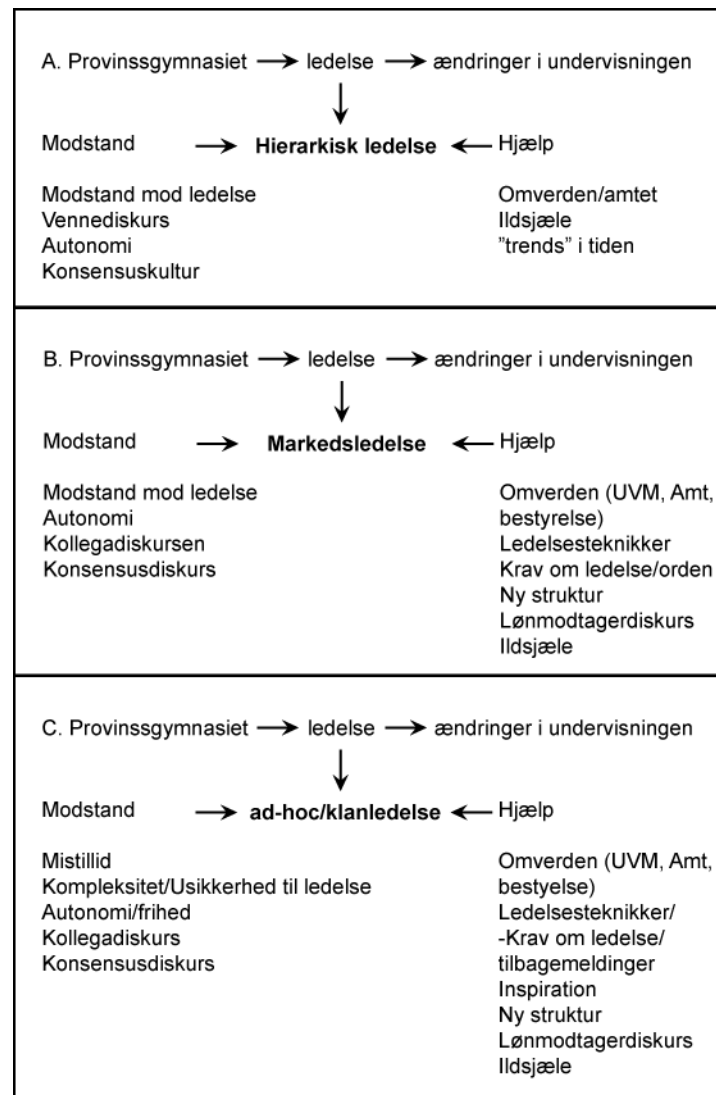 A. Provinssgymnasiet → ledelse → ændringer i undervisningen
↓
Modstand → Hierarkisk ledelse ← Hjælp
Modstand mod ledelse
Vennediskurs
Autonomi
Konsensuskultur
Omverden/amtet
Ildsjæle
”trends” i tiden
B. Provinssgymnasiet → ledelse → ændringer i undervisningen
↓
Modstand → Markedsledelse ← Hjælp
Modstand mod ledelse
Autonomi
Kollegadiskursen
Konsensusdiskurs
Omverden (UVM, Amt,
bestyrelse)
Ledelsesteknikker
Krav om ledelse/orden
Ny struktur
Lønmodtagerdiskurs
Ildsjæle
C. Provinssgymnasiet → ledelse → ændringer i undervisningen
↓
Modstand → ad-hoc/klanledelse ← Hjælp
Mistillid
Kompleksitet/Usikkerhed til ledelse
Autonomi/frihed
Kollegadiskurs
Konsensusdiskurs
Omverden (UVM, Amt,
bestyelse)
Ledelsesteknikker/
-Krav om ledelse/
tilbagemeldinger
Inspiration
Ny struktur
Lønmodtagerdiskurs
Ildsjæle